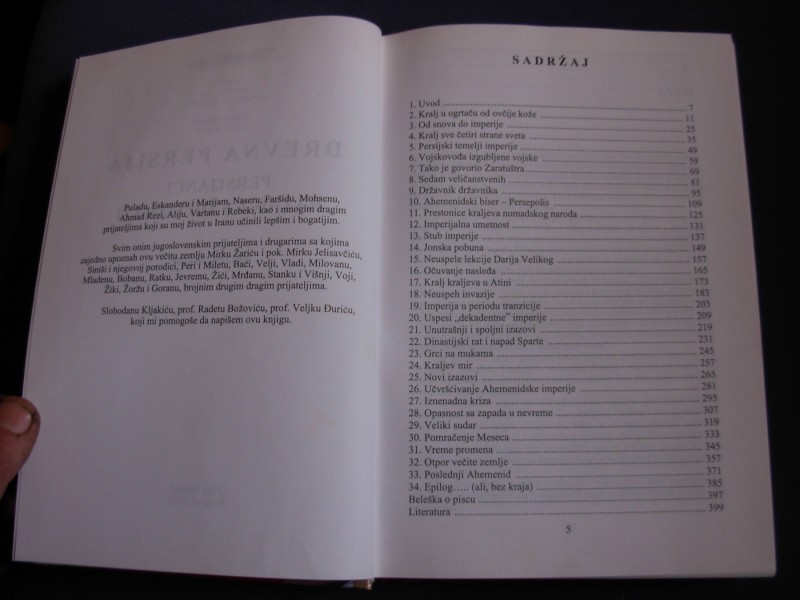 DREVNA PERSIJA
PERSIJANCI
Puladu, Eskanderu i Marijam, Naseru, Faršidu, Mohsenu,
Ahmad Rezi, Aliju, Vartanu i Rebeki, kao i mnogim dragim
prijateljima koji su moj život u Iranu učinili lepšim i bogatijim.
Svim onim jugoslovenskim prijateljima i drugarima sa kojima
zajedno upoznah ovu večitu zemlju Mirku Žariću i pok. Mirku Jelisavčiću,
Siniši i njegovoj porodici, Peri i Miletu, Baći, Velji, Vladi, Milovanu,
Mladenu, Bobanu, Ratku, Jevremu, Žići, Mrđanu, Stanku i Višnji, Voji,
Žiki, Žoržu i Goranu, brojnim drugim dragim prijateljima.
Slobodanu Kljakiću, prof. Radetu Božoviću, prof. Veljku Đuriću,
koji mi pomogoše da napišem ovu knjigu.
SADRŽAJ
1. Uvod 7
2. Kralj u ogrtaču od ovčije kože 11
3. Od snova do imperije 25
4. Kralj sve četiri strane sveta 35
5. Persijski temelji imperije 49
6. Vojskovođa izgubljene vojske 59
7. Tako je govorio Zaratuštra 69
8. Sedam veličanstvenih 81
9. Državnik državnika 95
10. Ahemenidski biser – Persepolis 109
11. Prestonice kraljeva nomadskog naroda 125
12. Imperijalna umetnost 131
13. Stub imperije 137
14. Jonska pobuna 149
15. Neuspele lekcije Darija Velikog 157
16. Očuvanje nasleđa 165
17. Kralj kraljeva u Atini 173
18. Neuspeh invazije 183
19. Imperija u periodu tranzicije 203
20. Uspesi „dekadentne” imperije 209
21. Unutrašnji i spoljni izazovi 219
22. Dinastijski rat i napad Sparte 231
23. Grci na mukama 245
24. Kraljev mir 257
25. Novi izazovi 265
26. Učvršćivanje Ahemenidske imperije 281
27. Iznenadna kriza 295
28. Opasnost sa zapada u nevreme 307
29. Veliki sudar 319
30. Pomračenje Meseca 333
31. Vreme promena 345
32. Otpor večite zemlje 357
33. Poslednji Ahemenid 371
34. Epilog….. (ali, bez kraja) 385
Beleška o piscu 397
Literatura 399
5